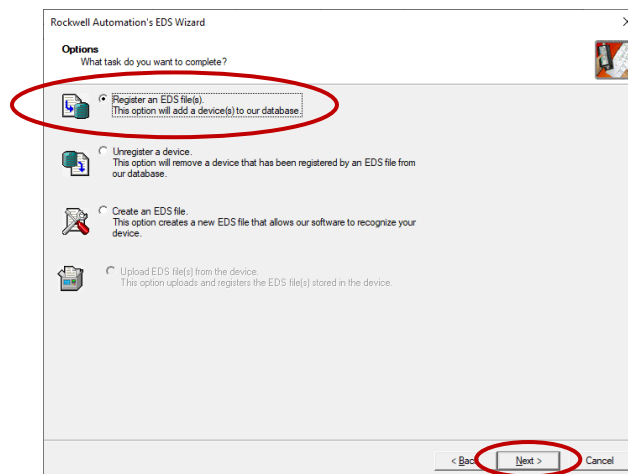 Rockwell Automation's EDS Wizard
Options
What task do you want to complete?
Register an EDS file(s).
This option will add a device(s) to our database.
Unregister a device.
This option will remove a device that has been registered by an EDS file from
our database.
Create an EDS file.
This option creates a new EDS file that allows our software to recognize your
device.
Upload EDS file(s) from the device.
This option uploads and registers the EDS file(s) stored in the device.
< Bac
Next >
Cancel